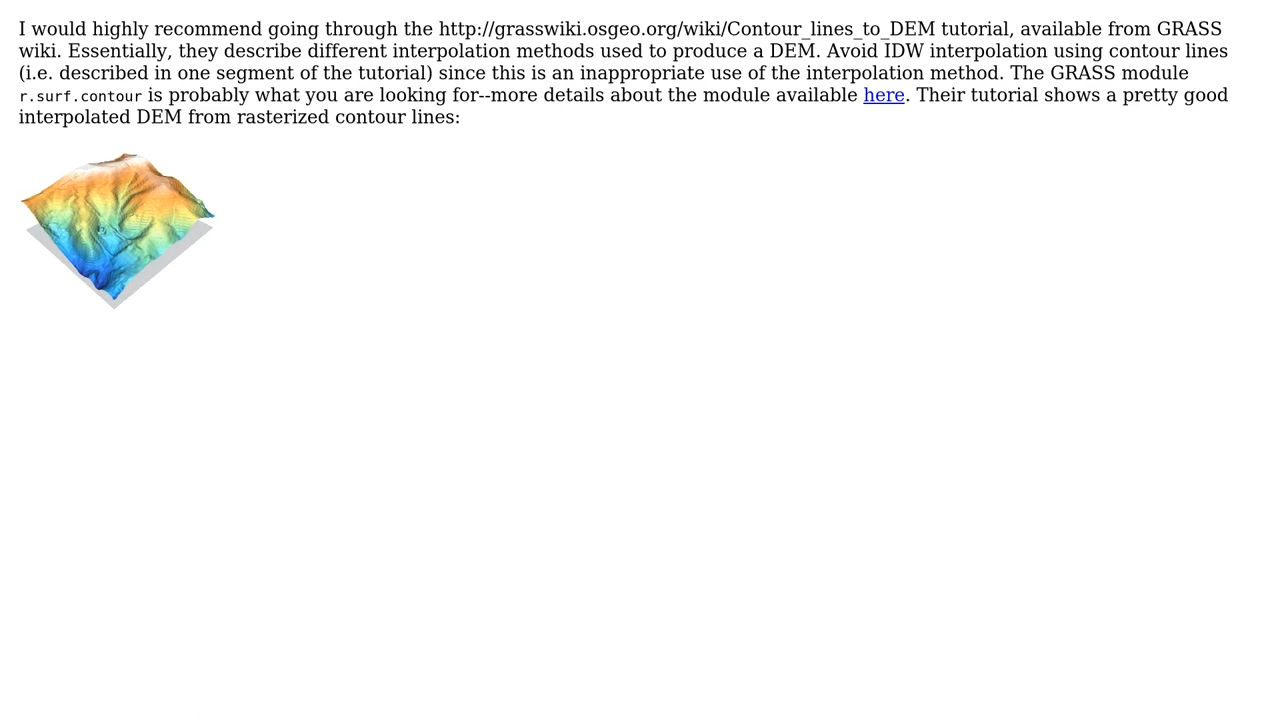 I would highly recommend going through the http://grasswiki.osgeo.org/wiki/Contour_lines_to_DEM tutorial, available from GRASS
wiki. Essentially, they describe different interpolation methods used to produce a DEM. Avoid IDW interpolation using contour lines
(i.e. described in one segment of the tutorial) since this is an inappropriate use of the interpolation method. The GRASS module
r.surf.contour is probably what you are looking for--more details about the module available here. Their tutorial shows a pretty good
interpolated DEM from rasterized contour lines: